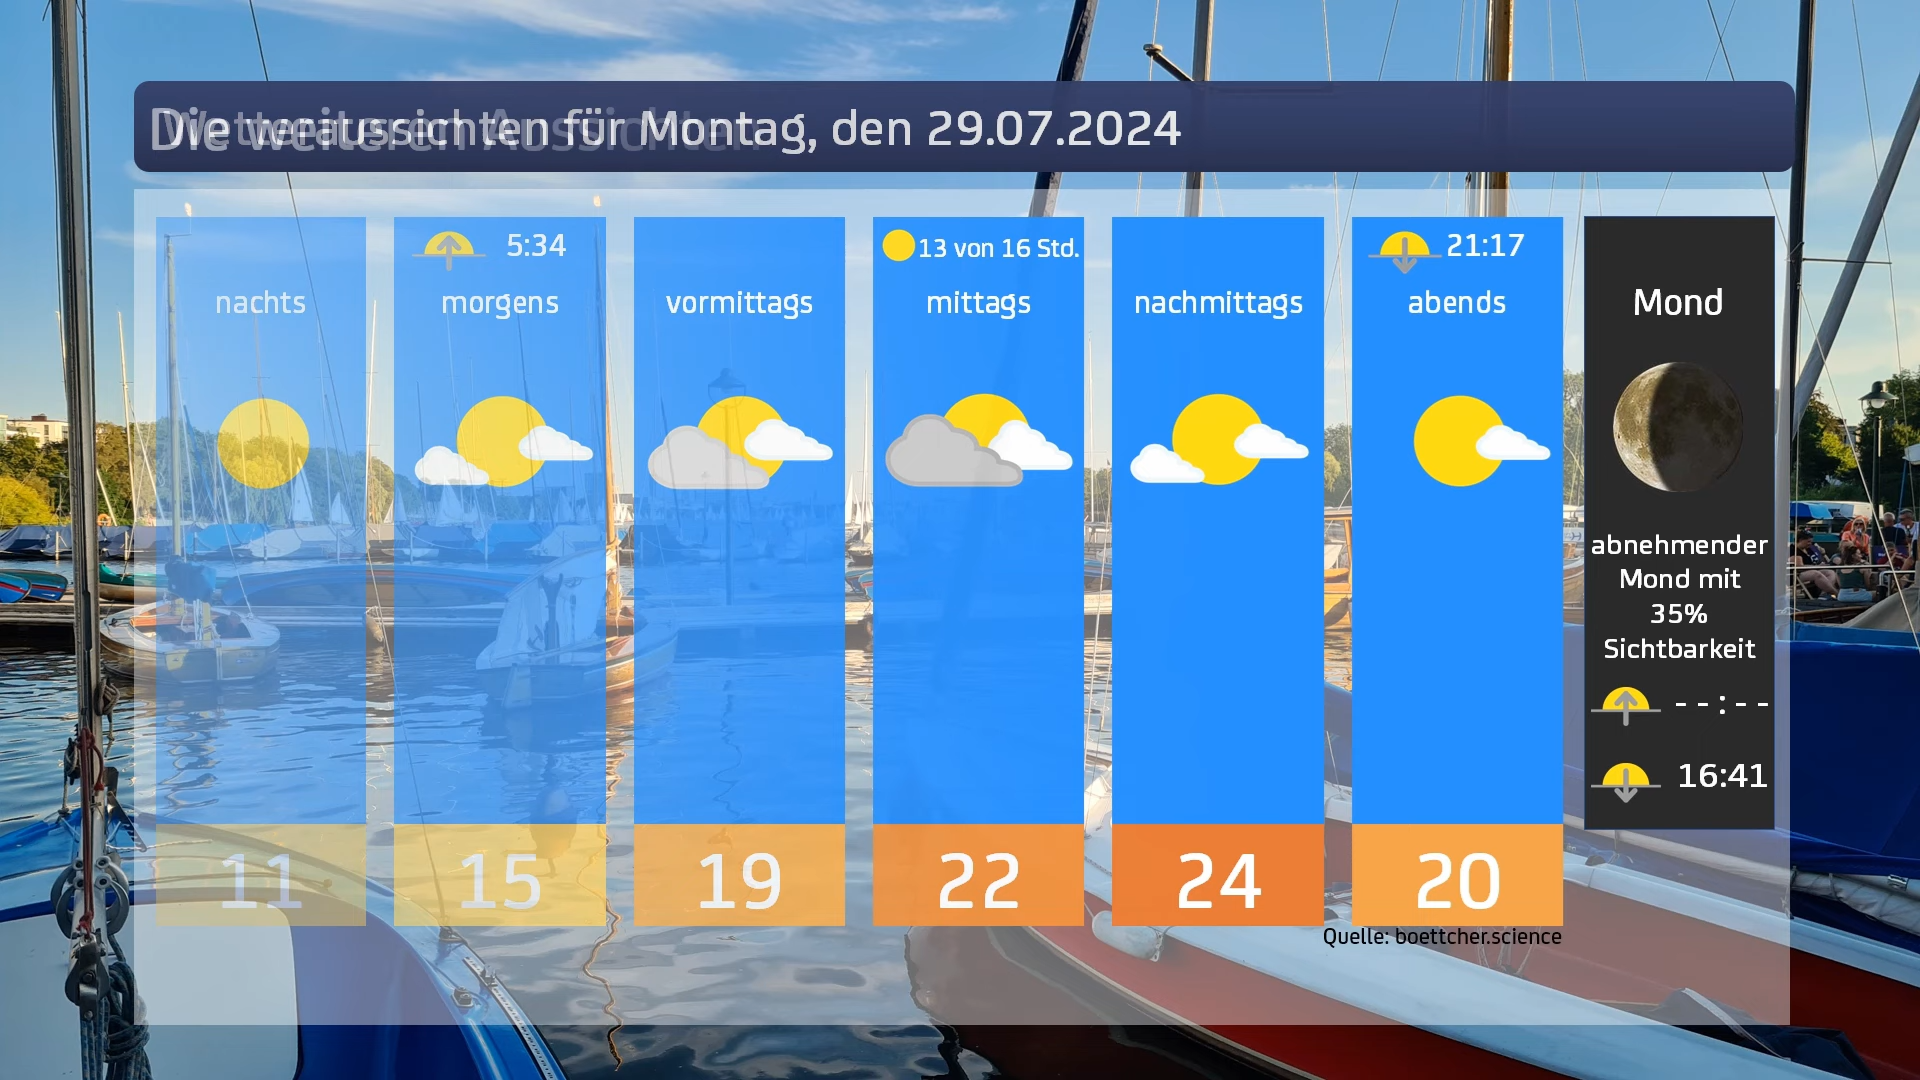 Die weiteren Aussichten
Wetteraussichten für Montag, den 29.07.2024
5:34
13 von 16 Std.
21:17
nachts
morgens
vormittags
mittags
nachmittags
abends
Mond
abnehmender
Mond mit
35%
Sichtbarkeit
--:--
16:41
11
15
19
22
24
20
Quelle: boettcher.science